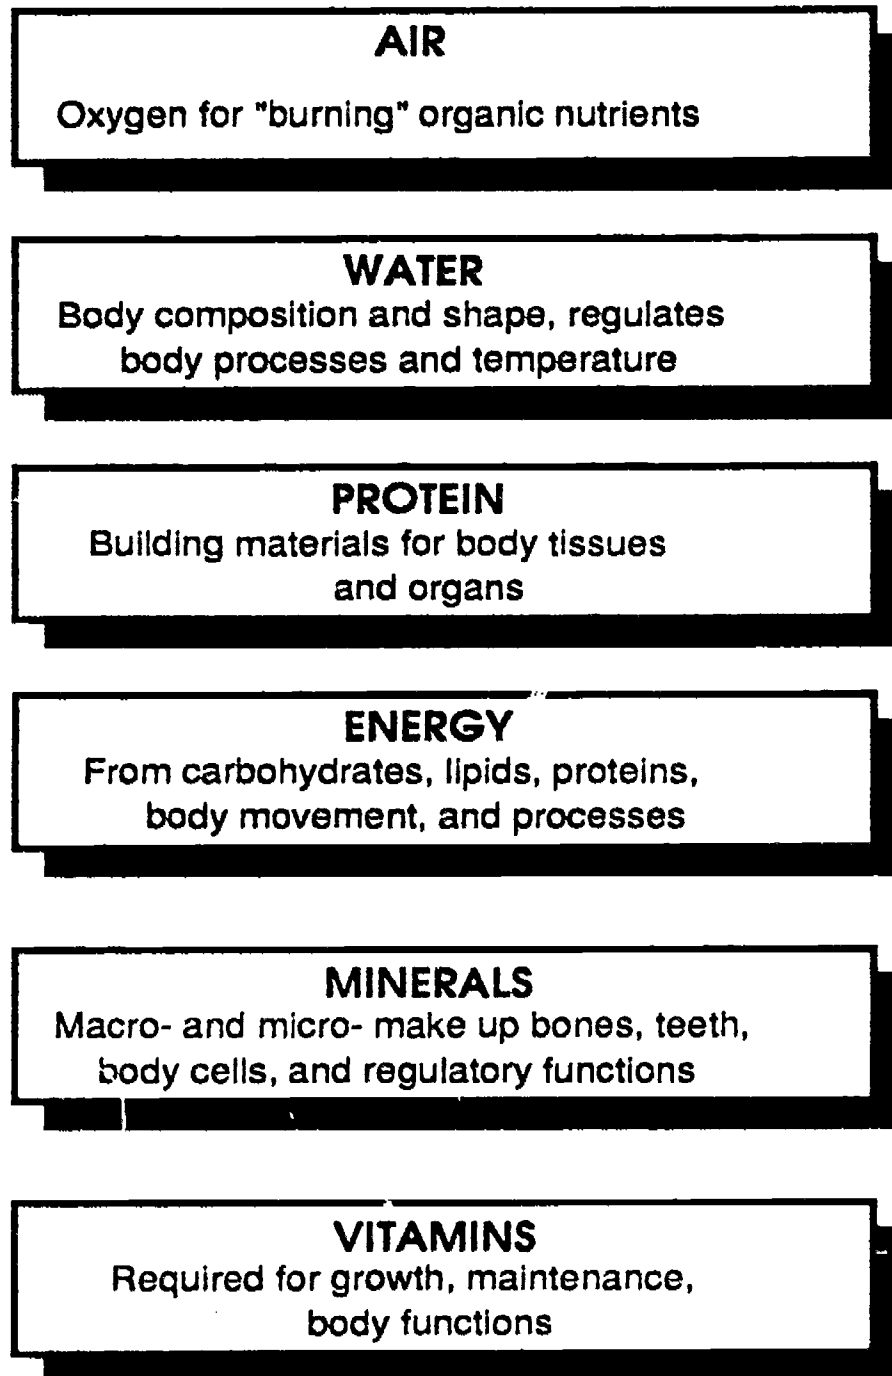 AIR
Oxygen for "burning" organic nutrients
WATER
Body composition and shape, regulates
body processes and temperature
PROTEIN
Building materials for body tissues
and organs
ENERGY
From carbohydrates, lipids, proteins,
body movement, and processes
MINERALS
Macro- and micro- make up bones, teeth,
body cells, and regulatory functions
VITAMINS
Required for growth, maintenance,
body functions